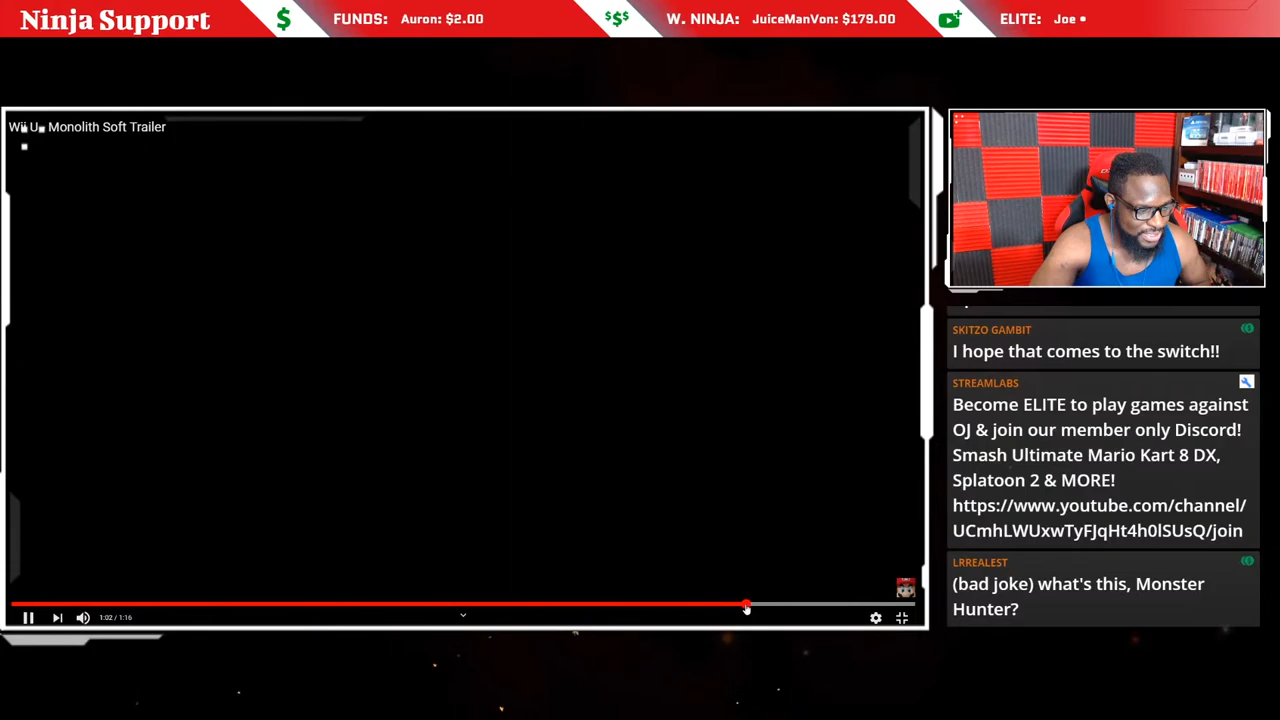 Ninja Support
FUNDS: Auron: $2.00
W. NINJA: JuiceManVon: $179.00
ELITE: Joe •
Wii U - Monolith Soft Trailer
SKITZO GAMBIT
I hope that comes to the switch!!
STREAMLABS
Become ELITE to play games against
OJ & join our member only Discord!
Smash Ultimate Mario Kart 8 DX,
Splatoon 2 & MORE!
https://www.youtube.com/channel/
UCmhLWUxwTyFJqHt4h0lSUsQ/join
LRREALEST
(bad joke) what's this, Monster
Hunter?
1:02 / 1:16